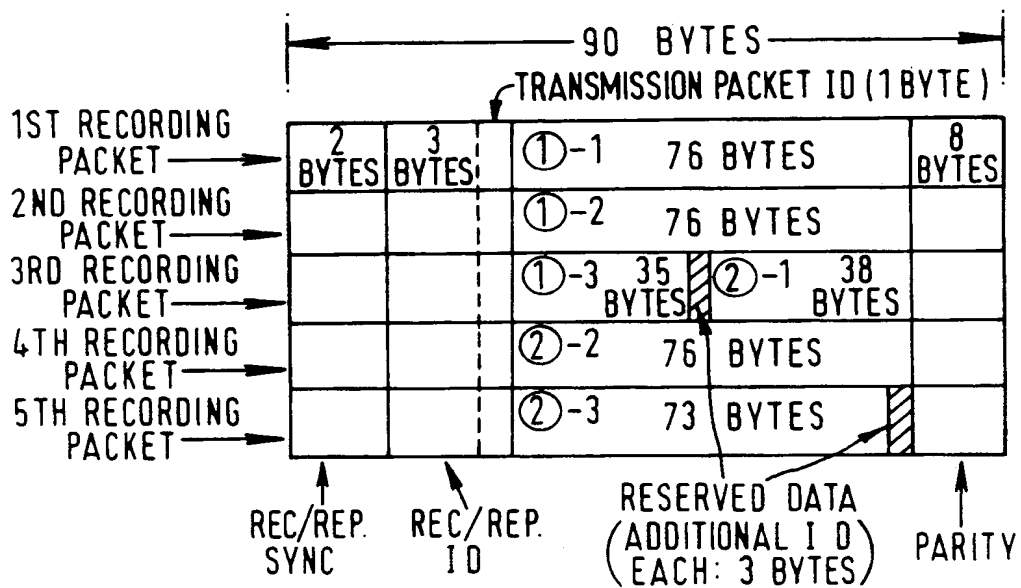 90 BYTES
TRANSMISSION PACKET ID (1 BYTE)
1ST RECORDING
PACKET
2
BYTES
3
BYTES
①-1 76 BYTES
8
BYTES
2ND RECORDING
PACKET
①-2 76 BYTES
3RD RECORDING
PACKET
①-3 35
BYTES
②-1 38
BYTES
4TH RECORDING
PACKET
②-2 76 BYTES
5TH RECORDING
PACKET
②-3 73 BYTES
REC/REP.
SYNC
REC/REP.
ID
RESERVED DATA
(ADDITIONAL I D
EACH: 3 BYTES)
PARITY